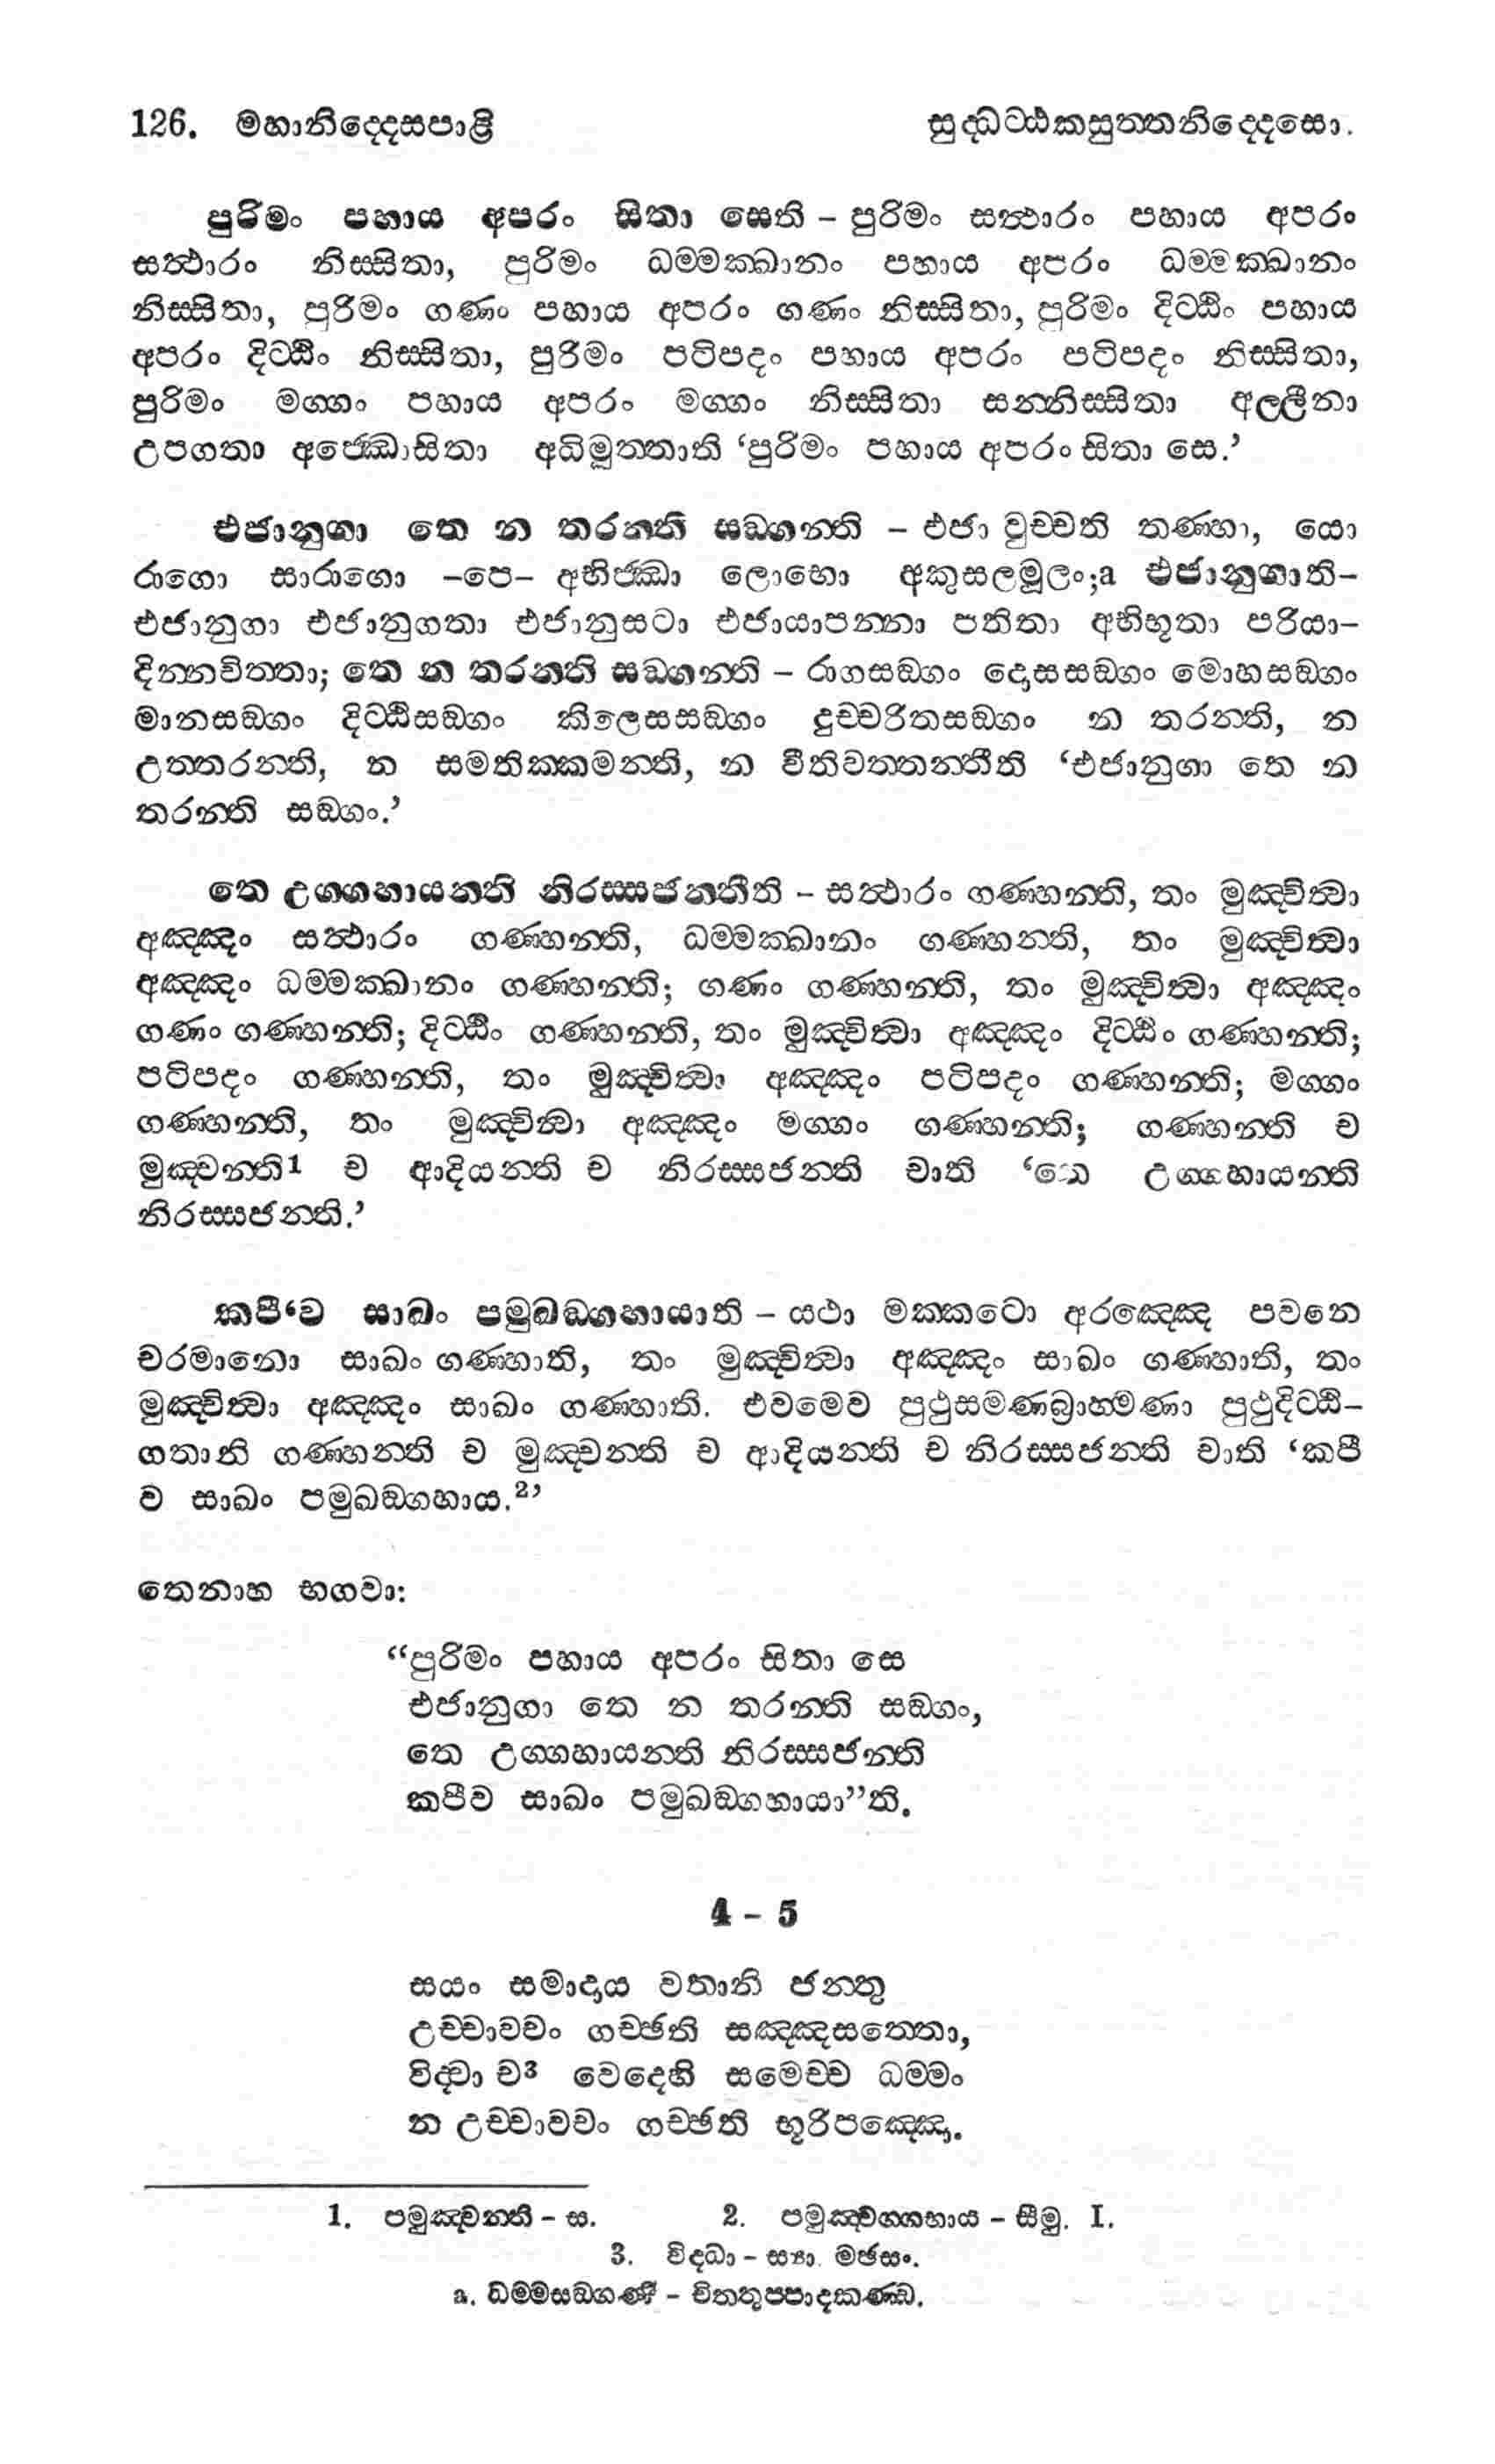 126. මහානිද්දෙසපාළි සුද්ධට්ඨකසුත්තනිද්දෙසො.
පුරිමං පහාය අපරං සිතා සෙති – පුරිමං සත්ථාරං පහාය අපරං
සත්ථාරං නිස්සිතා, පුරිමං ධම්මක්ඛානං පහාය අපරං ධම්මක්ඛානං
නිස්සිතා, පුරිමං ගණං පහාය අපරං ගණං නිස්සිතා, පුරිමං දිට්ඨිං පහාය
අපරං දිට්ඨිං නිස්සිතා, පුරිමං පටිපදං පහාය අපරං පටිපදං නිස්සිතා,
පුරිමං මග්ගං පහාය අපරං මග්ගං නිස්සිතා සන්නිස්සිතා අල්ලීනා
උපගතා අජ්ඣොසිතා අධිමුත්තාති ‘පුරිමං පහාය අපරං සිතා සෙ.’
එජානුගා තෙ න තරන්ති සඞ්ගන්ති – එජා වුච්චති තණ්හා, යො
රාගො සාරාගො –පෙ– අභිජ්ඣා ලොභො අකුසලමූලං;a එජානුගාති–
එජානුගා එජානුගතා එජානුසටා එජායාපන්නා පතිතා අභිභූතා පරියා–
දින්නචිත්තා; තෙ න තරන්ති සඞ්ගන්ති – රාගසඞ්ගං දොසසඞ්ගං මොහසඞ්ගං
මානසඞ්ගං දිට්ඨිසඞ්ගං කිලෙසසඞ්ගං දුච්චරිතසඞ්ගං න තරන්ති, න
උත්තරන්ති, න සමතික්කමන්ති, න වීතිවත්තන්තීති ‘එජානුගා තෙ න
තරන්ති සඞ්ගං.’
තෙ උග්ගහායන්ති නිරස්සජන්තීති – සත්ථාරං ගණ්හන්ති, තං මුඤ්චිත්වා
අඤ්ඤං සත්ථාරං ගණ්හන්ති, ධම්මක්ඛානං ගණ්හන්ති, තං මුඤ්චිත්වා
අඤ්ඤං ධම්මක්ඛානං ගණ්හන්ති; ගණං ගණ්හන්ති, තං මුඤ්චිත්වා අඤ්ඤං
ගණං ගණ්හන්ති; දිට්ඨිං ගණ්හන්ති, තං මුඤ්චිත්වා අඤ්ඤං දිට්ඨිං ගණ්හන්ති;
පටිපදං ගණ්හන්ති, තං මුඤ්චිත්වා අඤ්ඤං පටිපදං ගණ්හන්ති; මග්ගං
ගණ්හන්ති, තං මුඤ්චිත්වා අඤ්ඤං මග්ගං ගණ්හන්ති; ගණ්හන්ති ච
මුඤ්චන්ති1 ච ආදියන්ති ච නිරස්සජන්ති චාති ‘තෙ උග්ගහායන්ති
නිරස්සජන්ති.’
කපී‘ව සාඛං පමුඛඞ්ගහායාති – යථා මක්කටො අරඤ්ඤෙ පවනෙ
චරමානො සාඛං ගණ්හාති, තං මුඤ්චිත්වා අඤ්ඤං සාඛං ගණ්හාති, තං
මුඤ්චිත්වා අඤ්ඤං සාඛං ගණ්හාති. එවමෙව පුථුසමණබ්‍රාහ්මණා පුථුදිට්ඨි–
ගතානි ගණ්හන්ති ච මුඤ්චන්ති ච ආදියන්ති ච නිරස්සජන්ති චාති ‘කපී
ව සාඛං පමුඛඞ්ගහාය.2’
තෙනාහ භගවා:
“පුරිමං පහාය අපරං සිතා සෙ
එජානුගා තෙ න තරන්ති සඞ්ගං,
තෙ උග්ගහායන්ති නිරස්සජන්ති
කපීව සාඛං පමුඛඞ්ගහායා”ති.
4 – 5
සයං සමාදාය වතානි ජන්තු
උච්චාවචං ගච්ඡති සඤ්ඤසත්තො,
විද්වා ච3 වෙදෙහි සමෙච්ච ධම්මං
න උච්චාවචං ගච්ඡති භූරිපඤ්ඤො.
1. පමුඤ්චන්ති – ස. 2. පමුඤ්චග්ගහාය – සීමු. I.
3. විද්ධා – ස්‍යා. මඡසං.
a. ධම්මසඞ්ගණී – චිත්තුප්පාදකණ්ඩ.